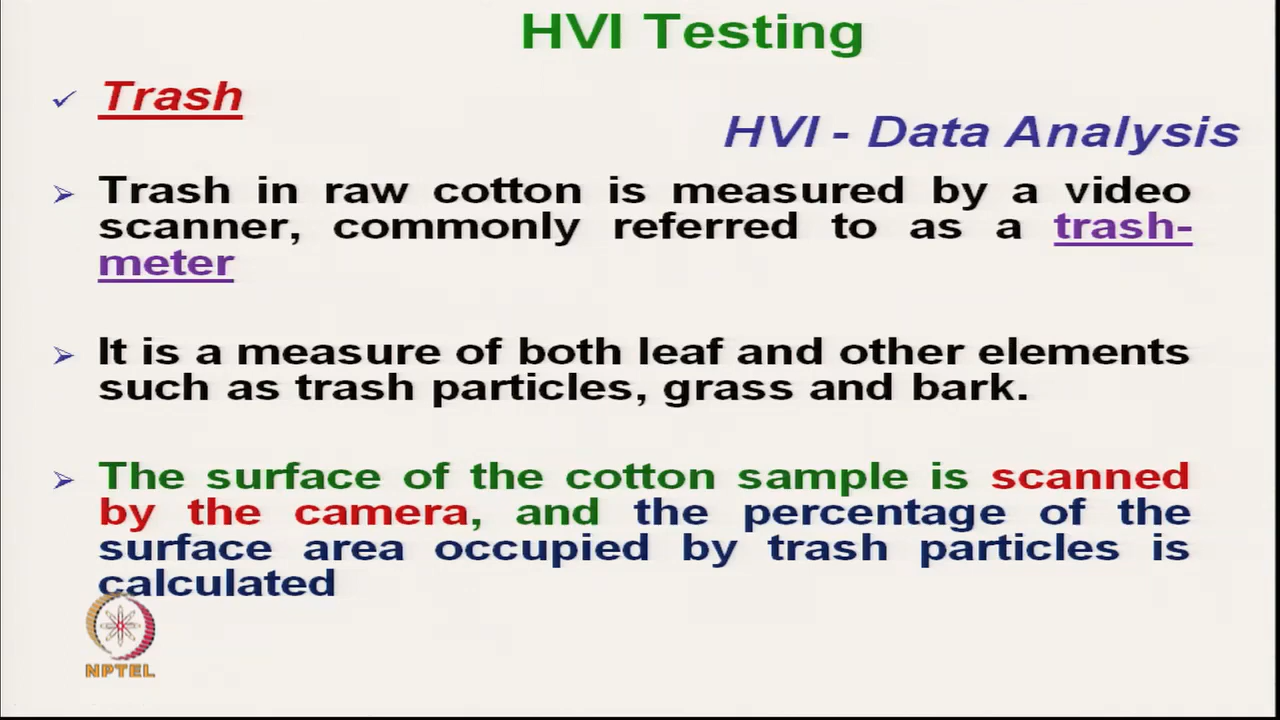 HVI Testing
Trash
HVI - Data Analysis
Trash in raw cotton is measured by a video
scanner, commonly referred to as a trash-
meter
It is a measure of both leaf and other elements
such as trash particles, grass and bark.
The surface of the cotton sample is scanned
by the camera, and the percentage of the
surface area occupied by trash particles is
calculated
NPTEL